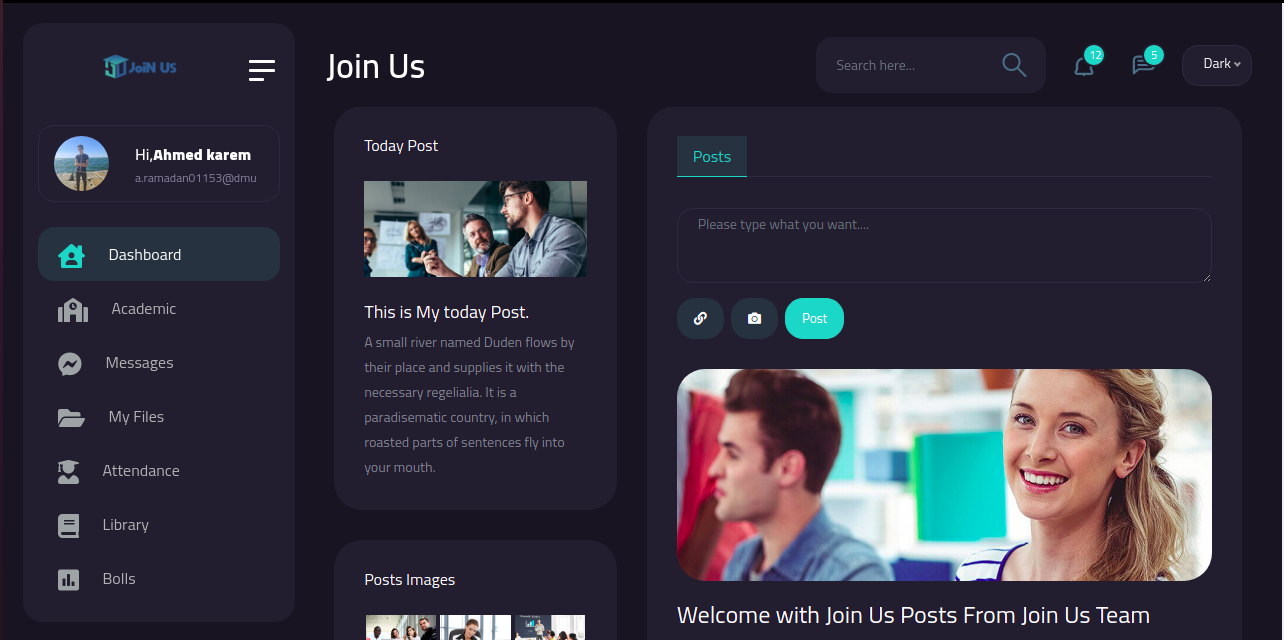 JoiN Us
Join Us
Search here...
12
5
Dark
Hi,Ahmed karem
a.ramadan01153@dmu
Dashboard
Academic
Messages
My Files
Attendance
Library
Bolls
Today Post
This is My today Post.
A small river named Duden flows by
their place and supplies it with the
necessary regelialia. It is a
paradisematic country, in which
roasted parts of sentences fly into
your mouth.
Posts Images
Posts
Please type what you want....
Post
Welcome with Join Us Posts From Join Us Team